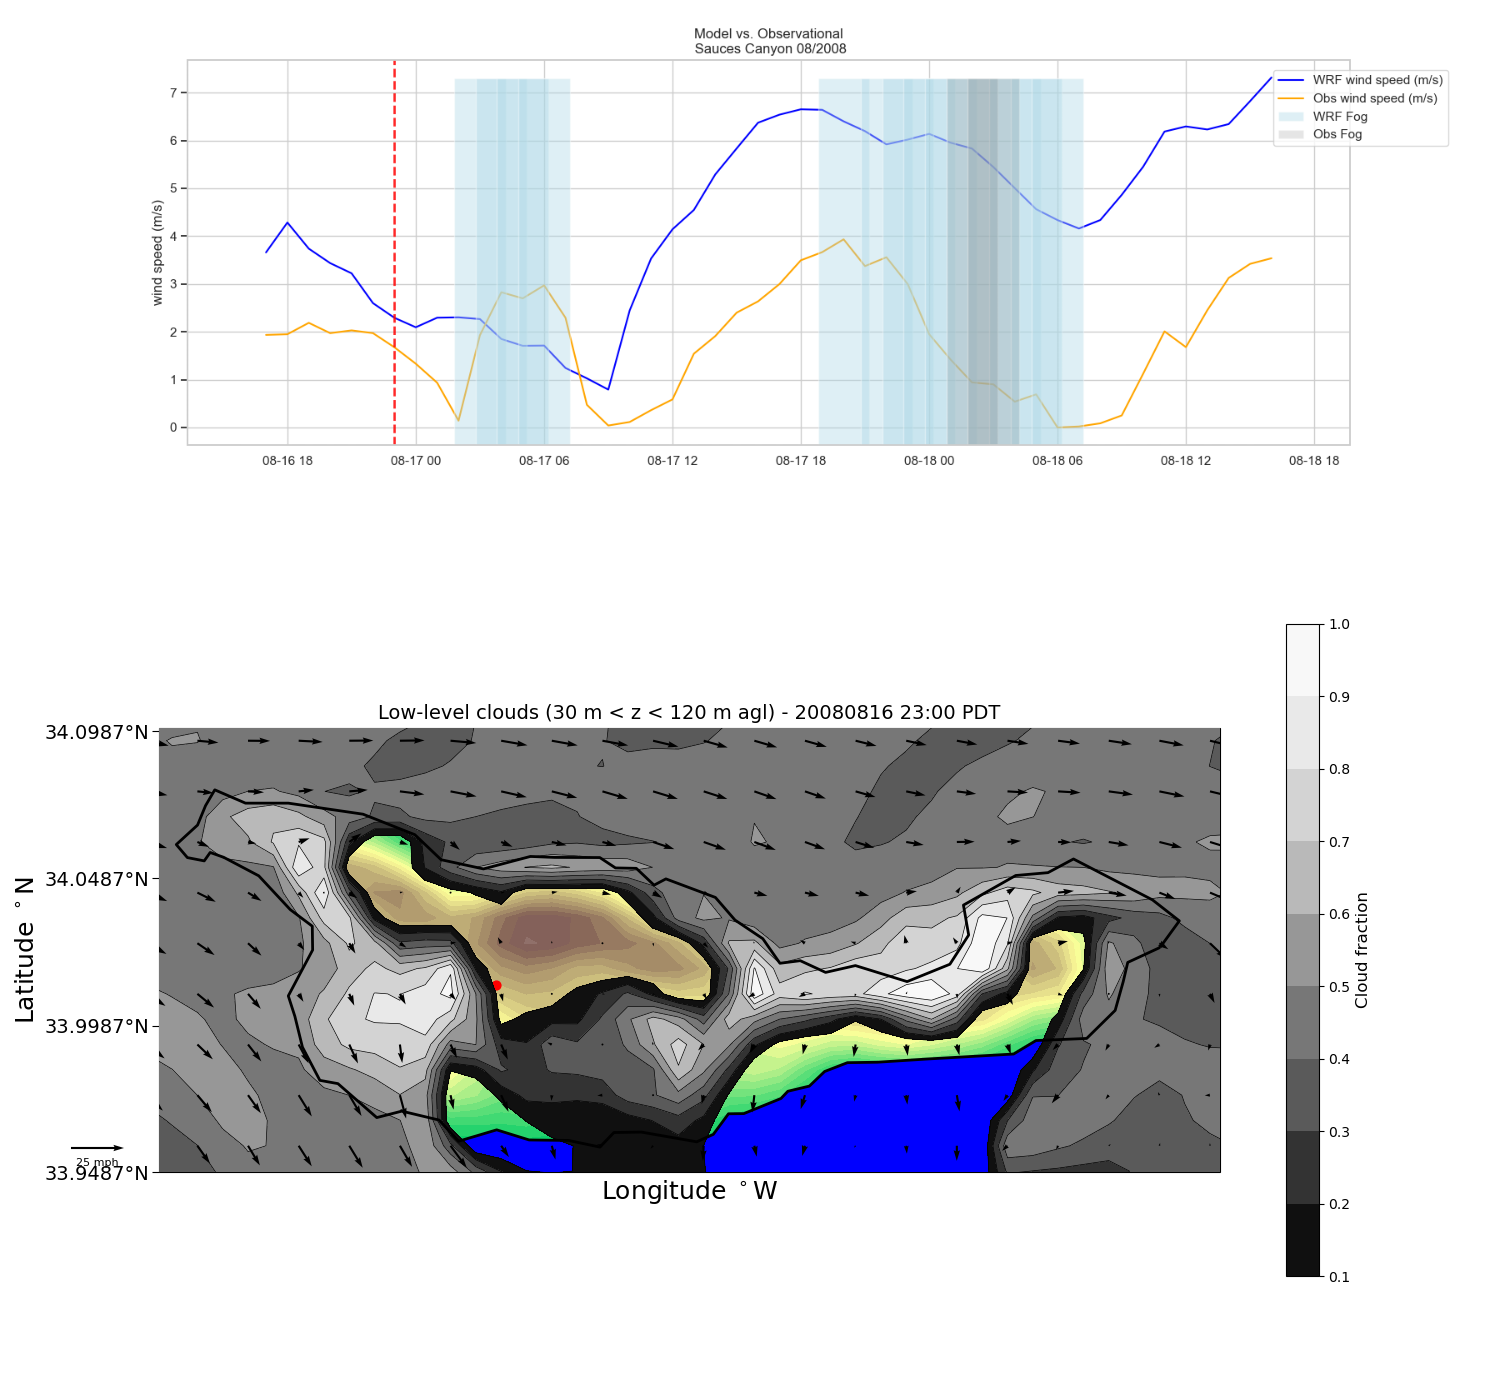 Model vs. Observational
Sauces Canyon 08/2008
wind speed (m/s)
7
6
5
4
3
2
1
0
08-16 18
08-17 00
08-17 06
08-17 12
08-17 18
08-18 00
08-18 06
08-18 12
08-18 18
WRF wind speed (m/s)
Obs wind speed (m/s)
WRF Fog
Obs Fog
Low-level clouds (30 m < z < 120 m agl) - 20080816 23:00 PDT
34.0987°N
34.0487°N
33.9987°N
33.9487°N
Latitude °N
Longitude °W
25 mph
1.0
0.9
0.8
0.7
0.6
0.5
0.4
0.3
0.2
0.1
Cloud fraction